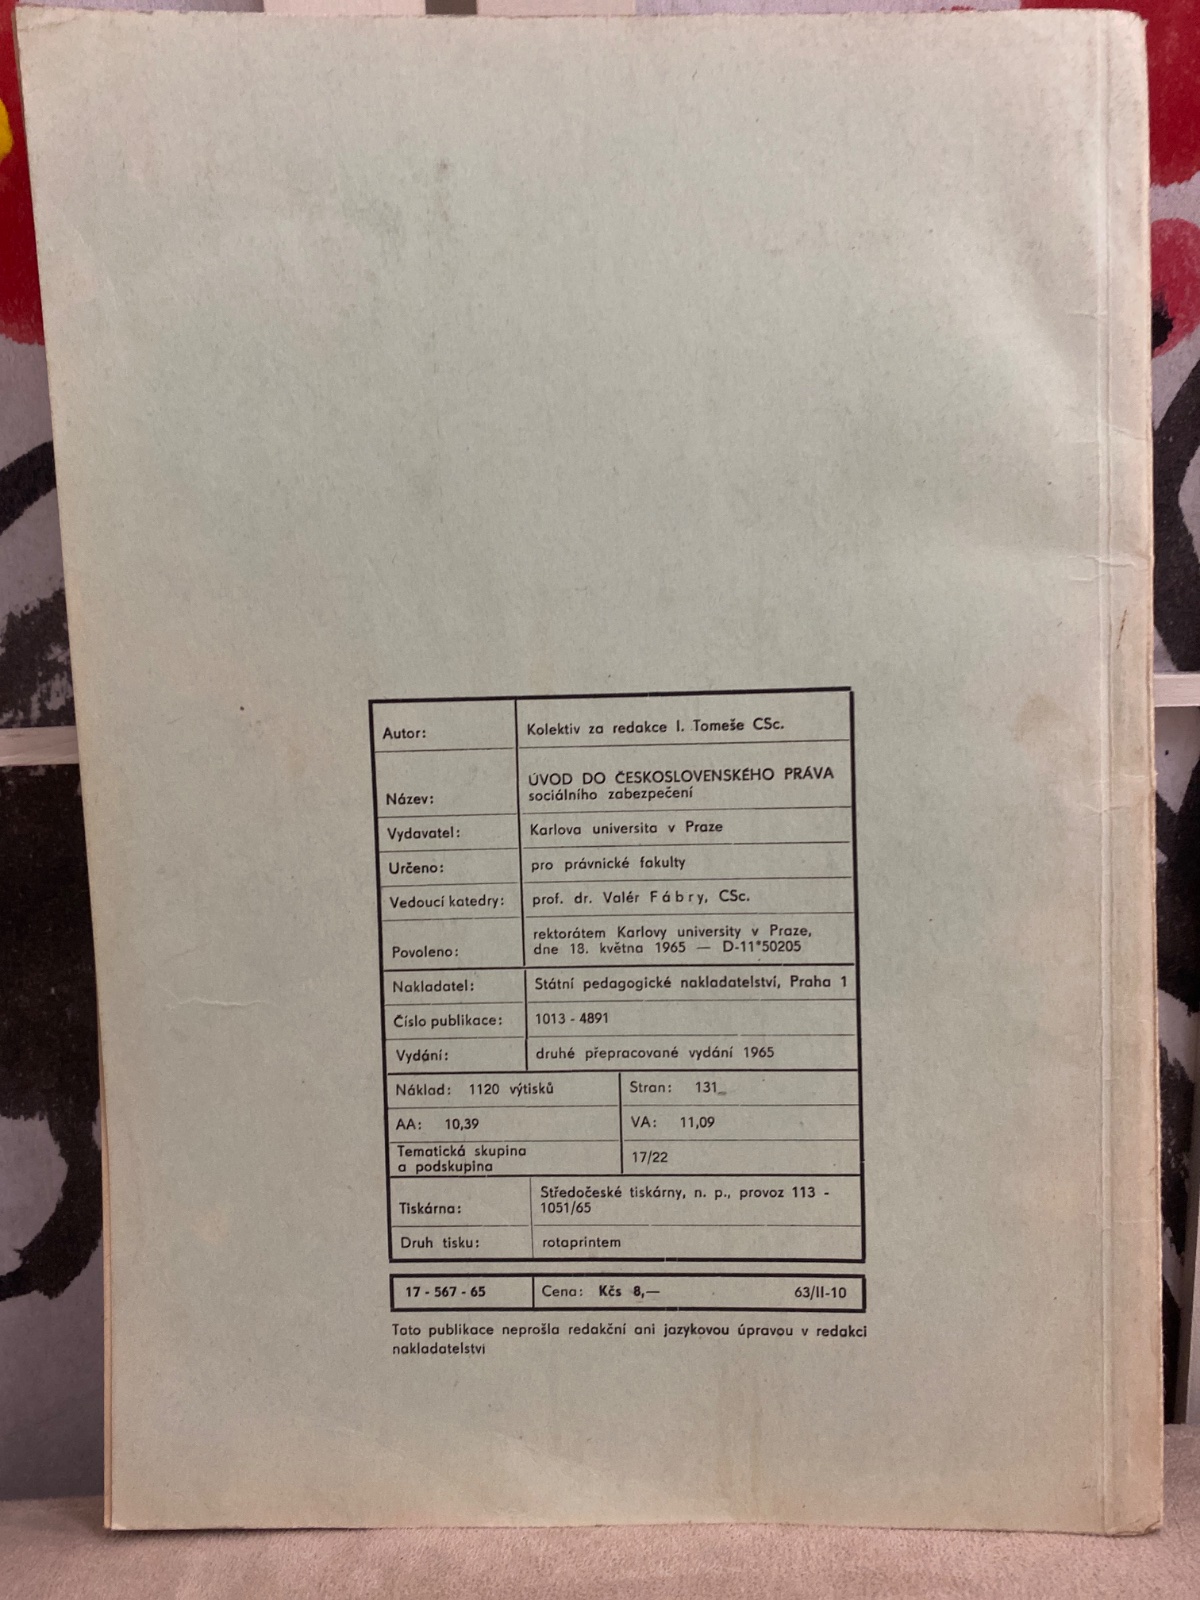 Autor: Kolektiv za redakce I. Tomeše CSc.
ÚVOD DO ČESKOSLOVENSKÉHO PRÁVA
Název: sociálního zabezpečení
Vydavatel: Karlova universita v Praze
Určeno: pro právnické fakulty
Vedoucí katedry: prof. dr. Valér Fábry, CSc.
rektorátem Karlovy university v Praze,
Povoleno: dne 18. května 1965 — D-11*50205
Nakladatel: Státní pedagogické nakladatelství, Praha 1
Číslo publikace: 1013 - 4891
Vydání: druhé přepracované vydání 1965
Náklad: 1120 výtisků Stran: 131
AA: 10,39 VA: 11,09
Tematická skupina
a podskupina 17/22
Středočeské tiskárny, n. p., provoz 113 -
Tiskárna: 1051/65
Druh tisku: rotaprintem
17 - 567 - 65 Cena: Kčs 8,— 63/II-10
Tato publikace neprošla redakční ani jazykovou úpravou v redakci
nakladatelství